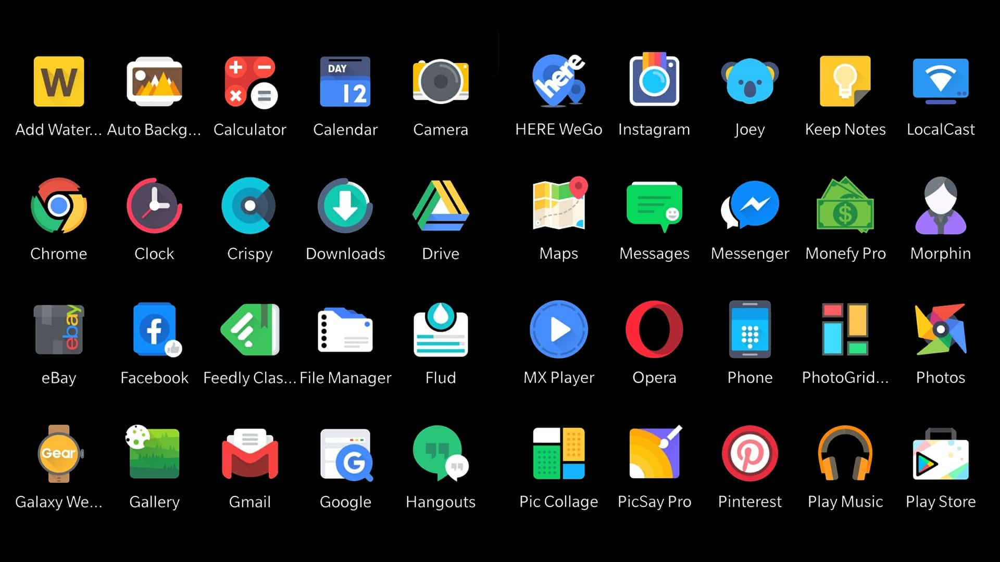 W
DAY
12
here
Add Water... Auto Backg... Calculator Calendar Camera HERE WeGo Instagram Joey Keep Notes LocalCast
Chrome Clock Crispy Downloads Drive Maps Messages Messenger Monefy Pro Morphin
$
ebay
f
eBay Facebook Feedly Clas... File Manager Flud MX Player Opera Phone PhotoGrid... Photos
Gear
G
Galaxy We... Gallery Gmail Google Hangouts Pic Collage PicSay Pro Pinterest Play Music Play Store